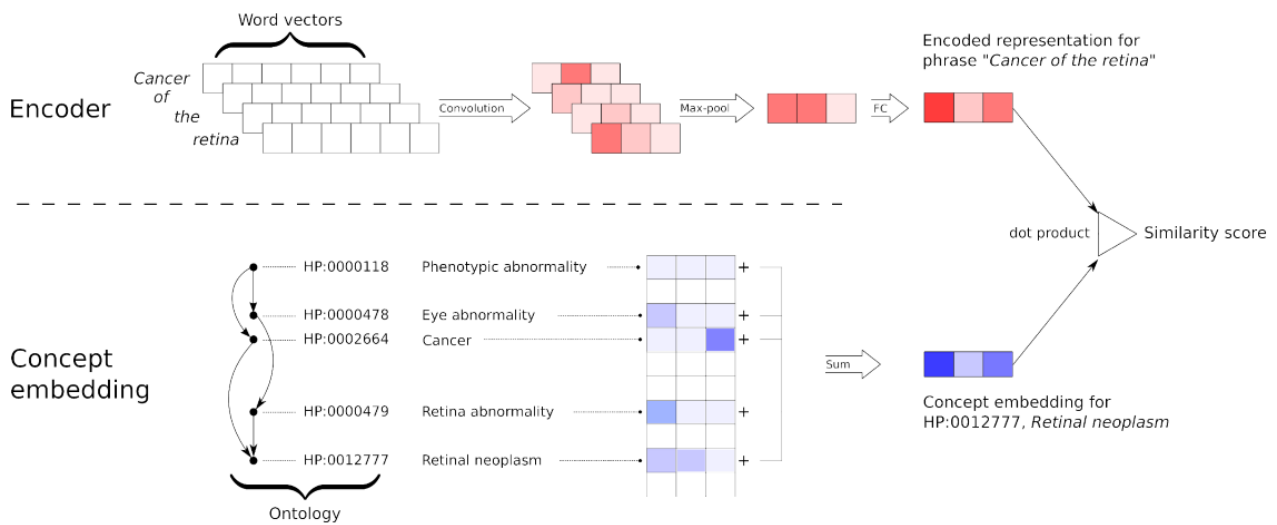 Word vectors
Cancer
of
the
retina
Encoder
Convolution
Max-pool
FC
Encoded representation for
phrase "Cancer of the retina"
dot product
Similarity score
HP:0000118 Phenotypic abnormality +
HP:0000478 Eye abnormality +
HP:0002664 Cancer +
Concept
embedding
Sum
HP:0000479 Retina abnormality +
HP:0012777 Retinal neoplasm +
Concept embedding for
HP:0012777, Retinal neoplasm
Ontology